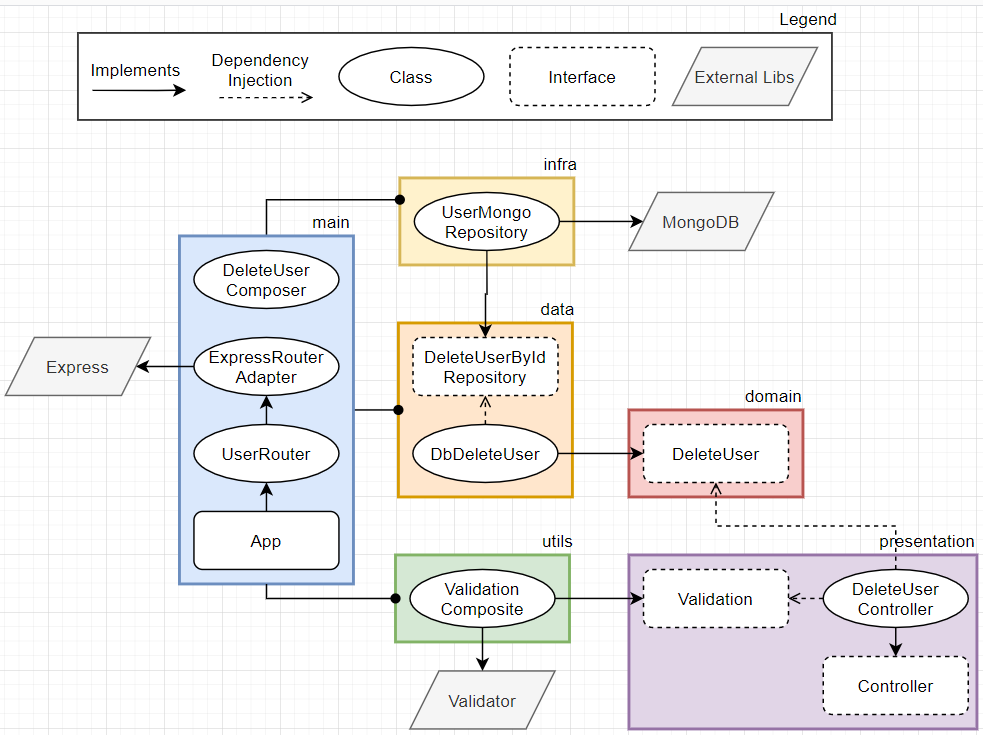 Legend
Implements
Dependency
Injection
Class
Interface
External Libs
infra
UserMongo
Repository
MongoDB
main
DeleteUser
Composer
ExpressRouter
Adapter
Express
UserRouter
App
data
DeleteUserById
Repository
DbDeleteUser
domain
DeleteUser
utils
Validation
Composite
Validator
presentation
Validation
DeleteUser
Controller
Controller